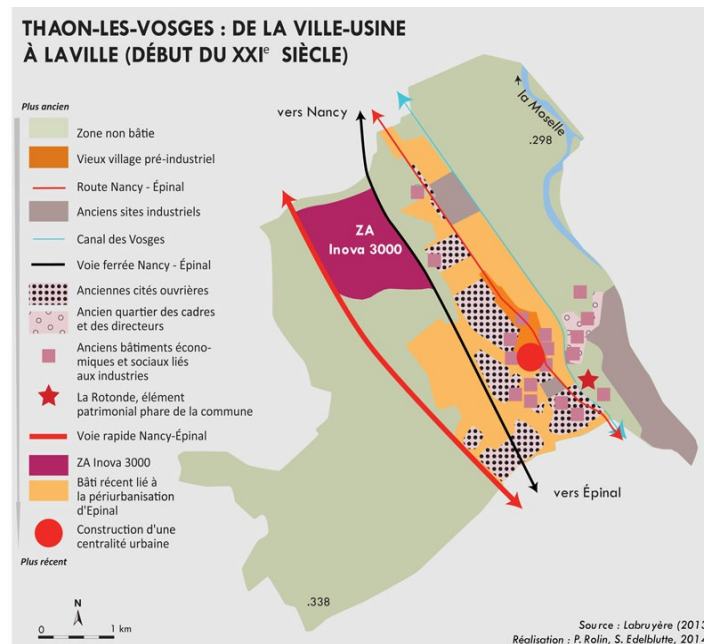 THAON-LES-VOSGES : DE LA VILLE-USINE
À LAVILLE (DÉBUT DU XXIe SIÈCLE)
Plus ancien
Zone non bâtie
Vieux village pré-industriel
Route Nancy - Épinal
Anciens sites industriels
Canal des Vosges
Voie ferrée Nancy - Épinal
Anciennes cités ouvrières
Ancien quartier des cadres
et des directeurs
Anciens bâtiments écono-
miques et sociaux liés
aux industries
La Rotonde, élément
patrimonial phare de la commune
Voie rapide Nancy-Épinal
ZA Inova 3000
Bâti récent lié à
la périurbanisation
d'Epinal
Construction d'une
centralité urbaine
Plus récent
N
0 1 km
vers Nancy
la Moselle
.298
ZA
Inova 3000
vers Épinal
.338
Source : Labruyère (2013
Réalisation : P. Rolin, S. Edelblutte, 2014